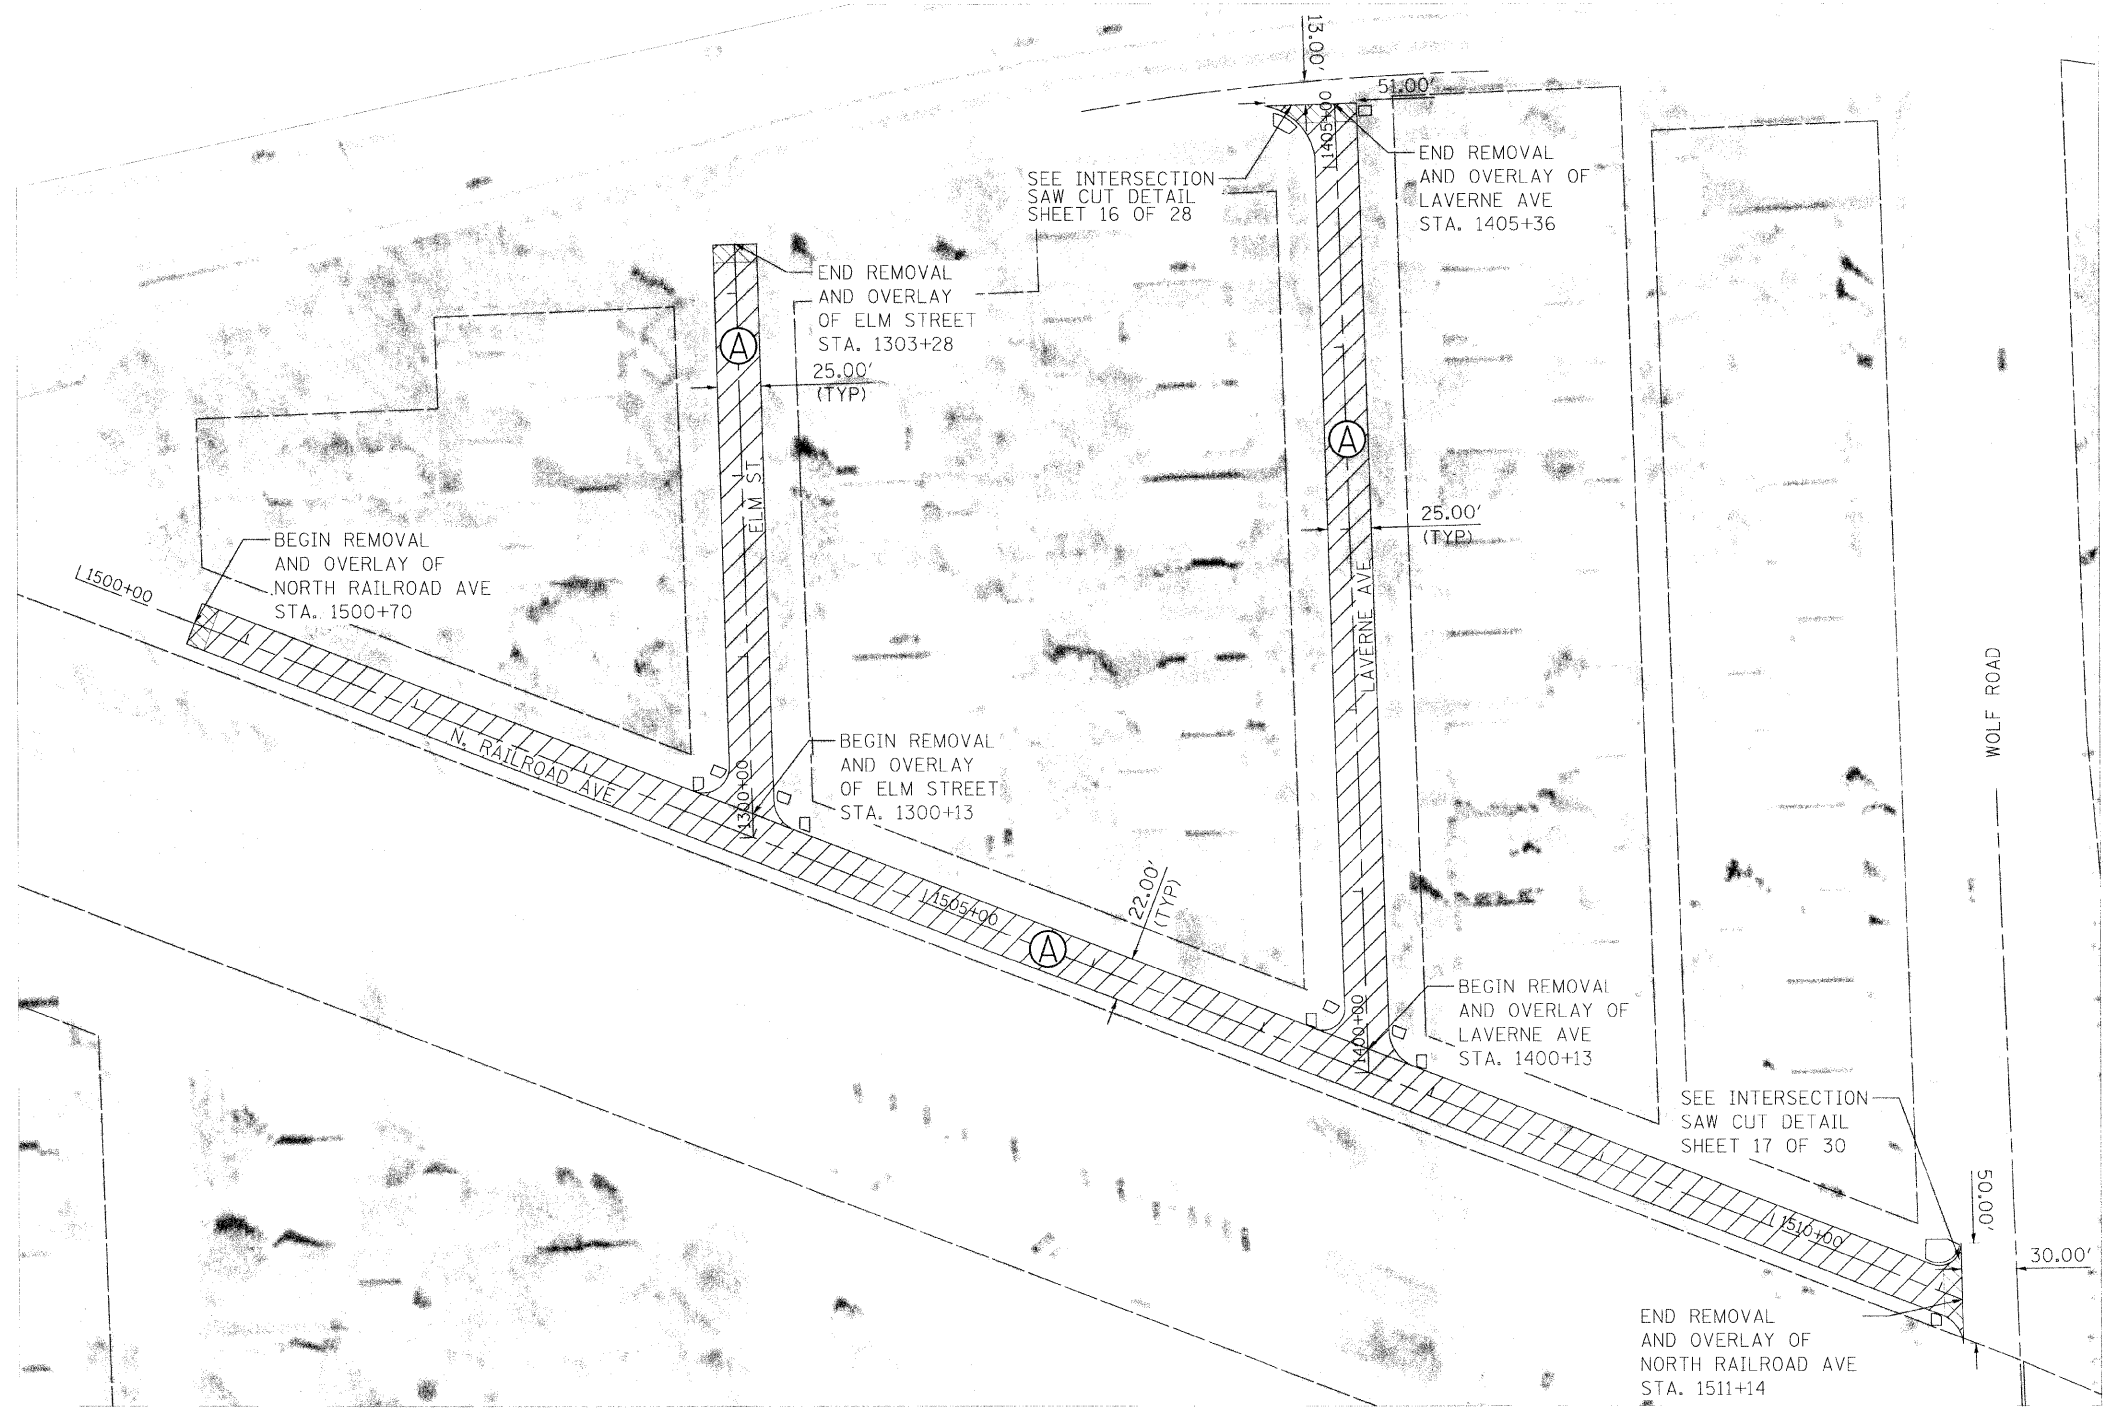 13.00'
51.00'
1405+00
END REMOVAL
AND OVERLAY OF
LAVERNE AVE
STA. 1405+36
SEE INTERSECTION
SAW CUT DETAIL
SHEET 16 OF 28
END REMOVAL
AND OVERLAY
OF ELM STREET
STA. 1303+28
A
25.00'
(TYP)
A
ELM ST
25.00'
(TYP)
BEGIN REMOVAL
AND OVERLAY OF
NORTH RAILROAD AVE
STA. 1500+70
1500+00
LAVERNE AVE
WOLF ROAD
N. RAILROAD AVE
BEGIN REMOVAL
AND OVERLAY
OF ELM STREET
STA. 1300+13
1300+00
1505+00
22.00'
(TYP)
A
BEGIN REMOVAL
AND OVERLAY OF
LAVERNE AVE
STA. 1400+13
1400+00
SEE INTERSECTION
SAW CUT DETAIL
SHEET 17 OF 30
50.00'
1510+00
30.00'
END REMOVAL
AND OVERLAY OF
NORTH RAILROAD AVE
STA. 1511+14